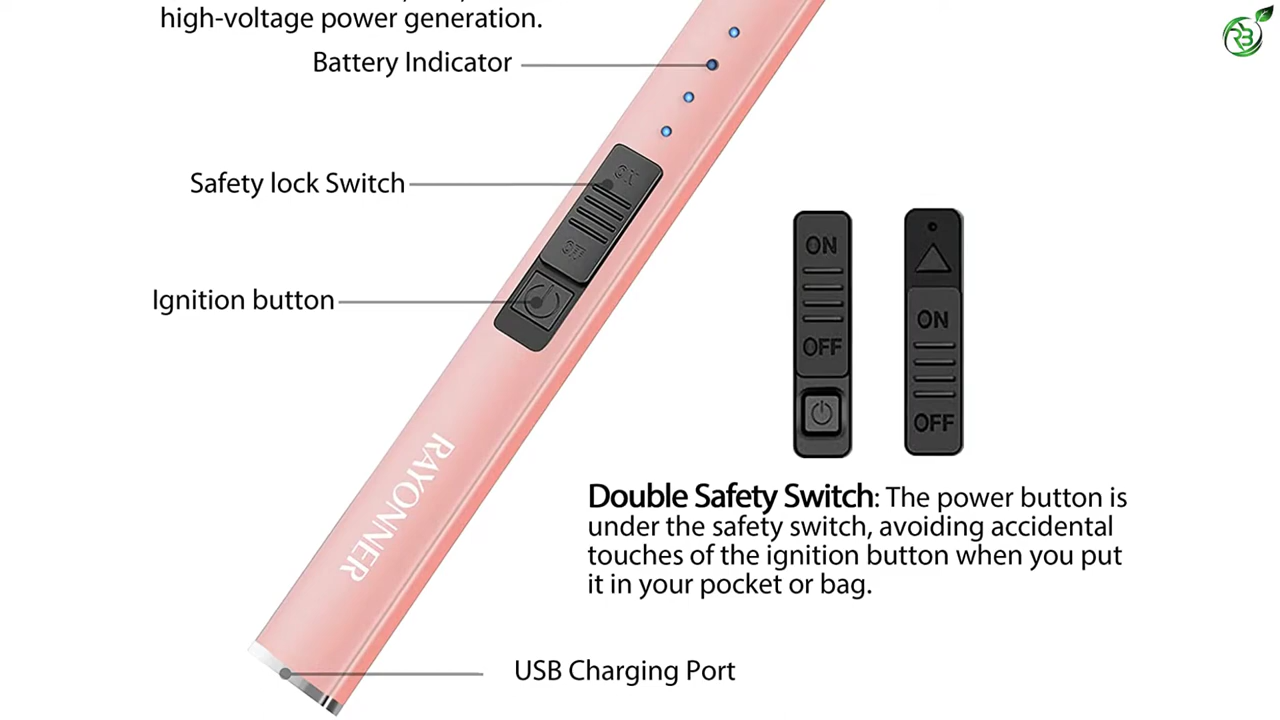 high-voltage power generation.
Battery Indicator
Safety lock Switch
Ignition button
ON
OFF
ON
OFF
RAYONNER
Double Safety Switch: The power button is
under the safety switch, avoiding accidental
touches of the ignition button when you put
it in your pocket or bag.
USB Charging Port
RB